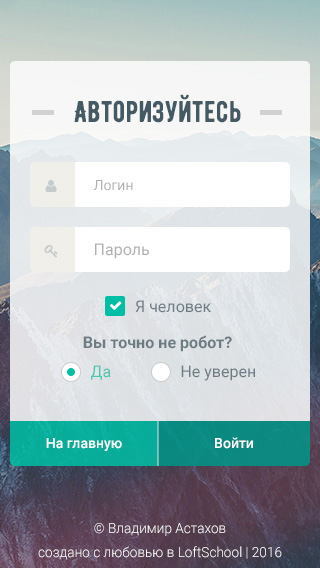 Авторизуйтесь
Логин
Пароль
Я человек
Вы точно не робот?
Да Не уверен
На главную Войти
© Владимир Астахов
создано с любовью в LoftSchool | 2016